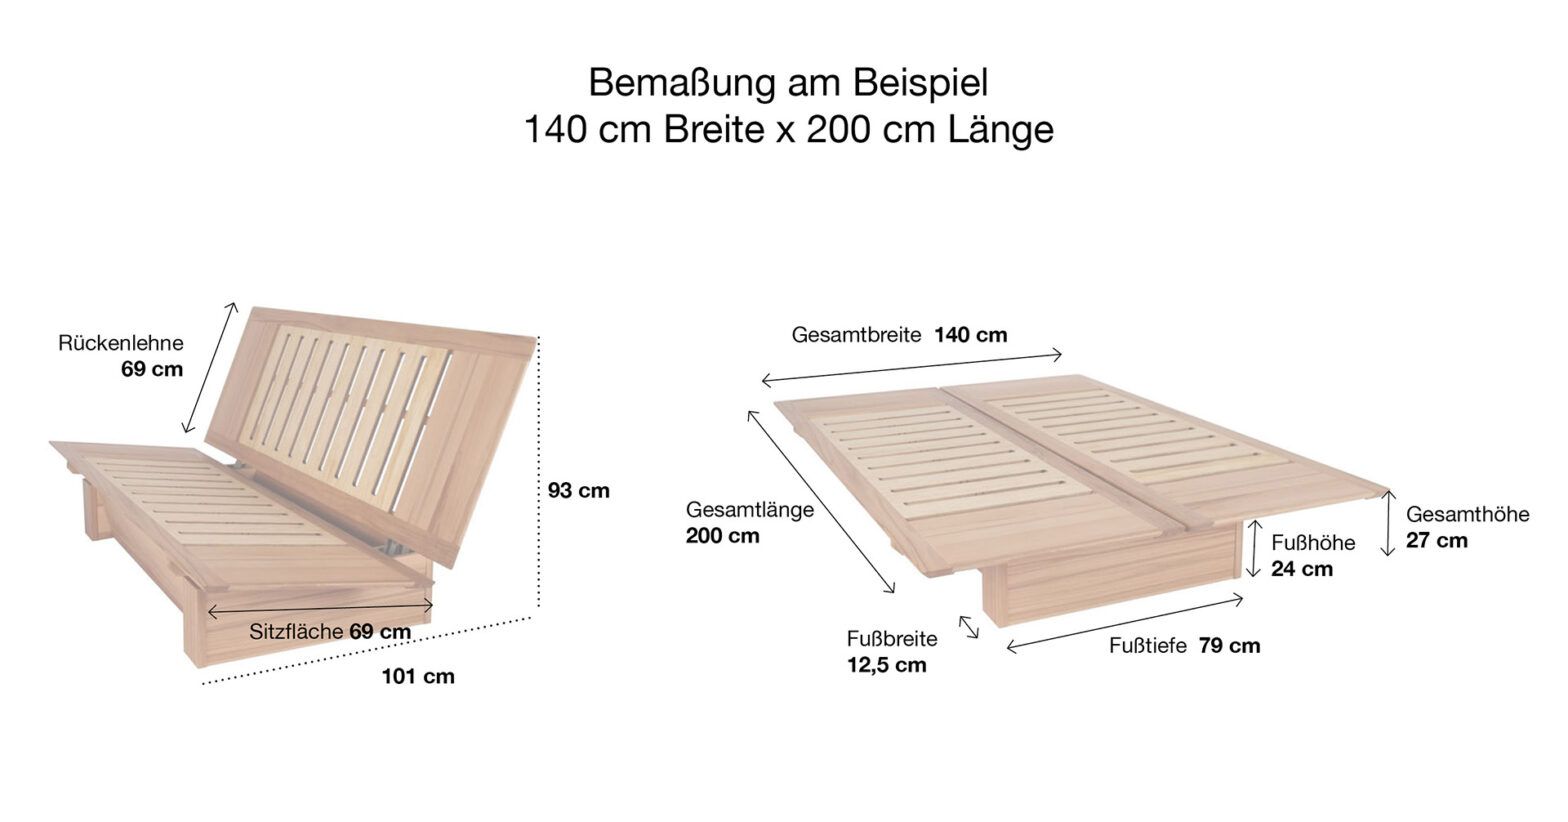 Bemaßung am Beispiel
140 cm Breite x 200 cm Länge
Rückenlehne
69 cm
93 cm
Sitzfläche 69 cm
101 cm
Gesamtbreite 140 cm
Gesamtlänge
200 cm
Gesamthöhe
27 cm
Fußhöhe
24 cm
Fußbreite
12,5 cm
Fußtiefe 79 cm